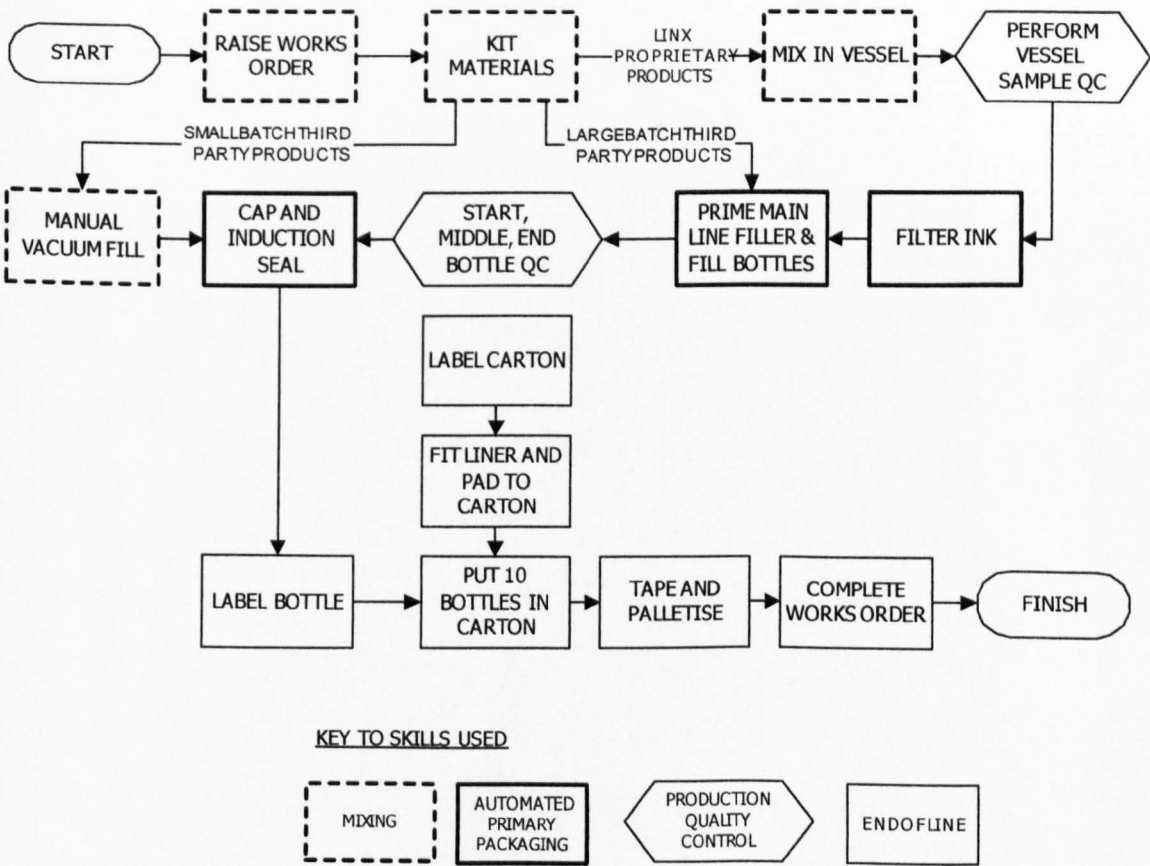 START
RAISE WORKS
ORDER
KIT
MATERIALS
LINX
PROPRIETARY
PRODUCTS
MIX IN VESSEL
PERFORM
VESSEL
SAMPLE QC
SMALLBATCHTHIRD
PARTYPRODUCTS
LARGEBATCHTHIRD
PARTYPRODUCTS
MANUAL
VACUUM FILL
CAP AND
INDUCTION
SEAL
START,
MIDDLE, END
BOTTLE QC
PRIME MAIN
LINE FILLER &
FILL BOTTLES
FILTER INK
LABEL CARTON
FIT LINER AND
PAD TO
CARTON
LABEL BOTTLE
PUT 10
BOTTLES IN
CARTON
TAPE AND
PALLETISE
COMPLETE
WORKS ORDER
FINISH
KEY TO SKILLS USED
MIXING
AUTOMATED
PRIMARY
PACKAGING
PRODUCTION
QUALITY
CONTROL
ENDOFLINE